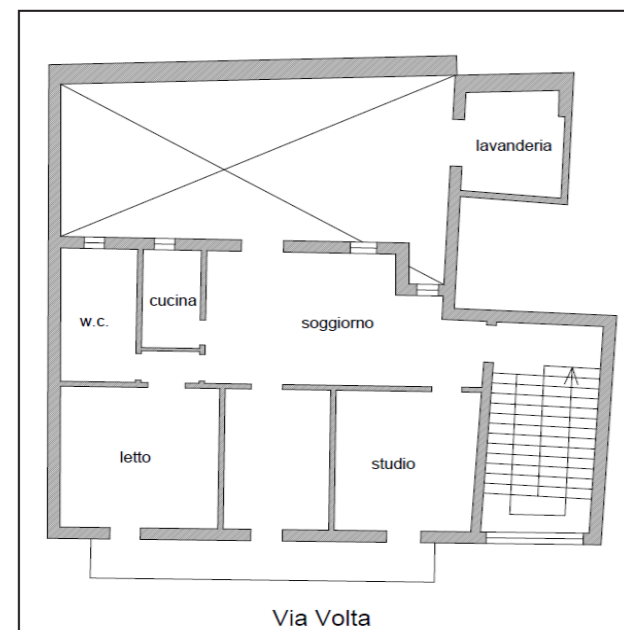 lavanderia
cucina
w.c.
soggiorno
letto
studio
Via Volta